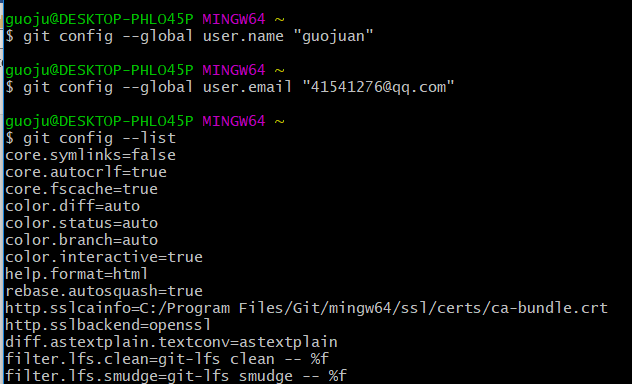 guoju@DESKTOP-PHLO45P MINGW64 ~
$ git config --global user.name "guojuan"
guoju@DESKTOP-PHLO45P MINGW64 ~
$ git config --global user.email "41541276@qq.com"
guoju@DESKTOP-PHLO45P MINGW64 ~
$ git config --list
core.symlinks=false
core.autocrlf=true
core.fscache=true
color.diff=auto
color.status=auto
color.branch=auto
color.interactive=true
help.format=html
rebase.autosquash=true
http.sslcainfo=C:/Program Files/Git/mingw64/ssl/certs/ca-bundle.crt
http.sslbackend=openssl
diff.astextplain.textconv=astextplain
filter.lfs.clean=git-lfs clean -- %f
filter.lfs.smudge=git-lfs smudge -- %f